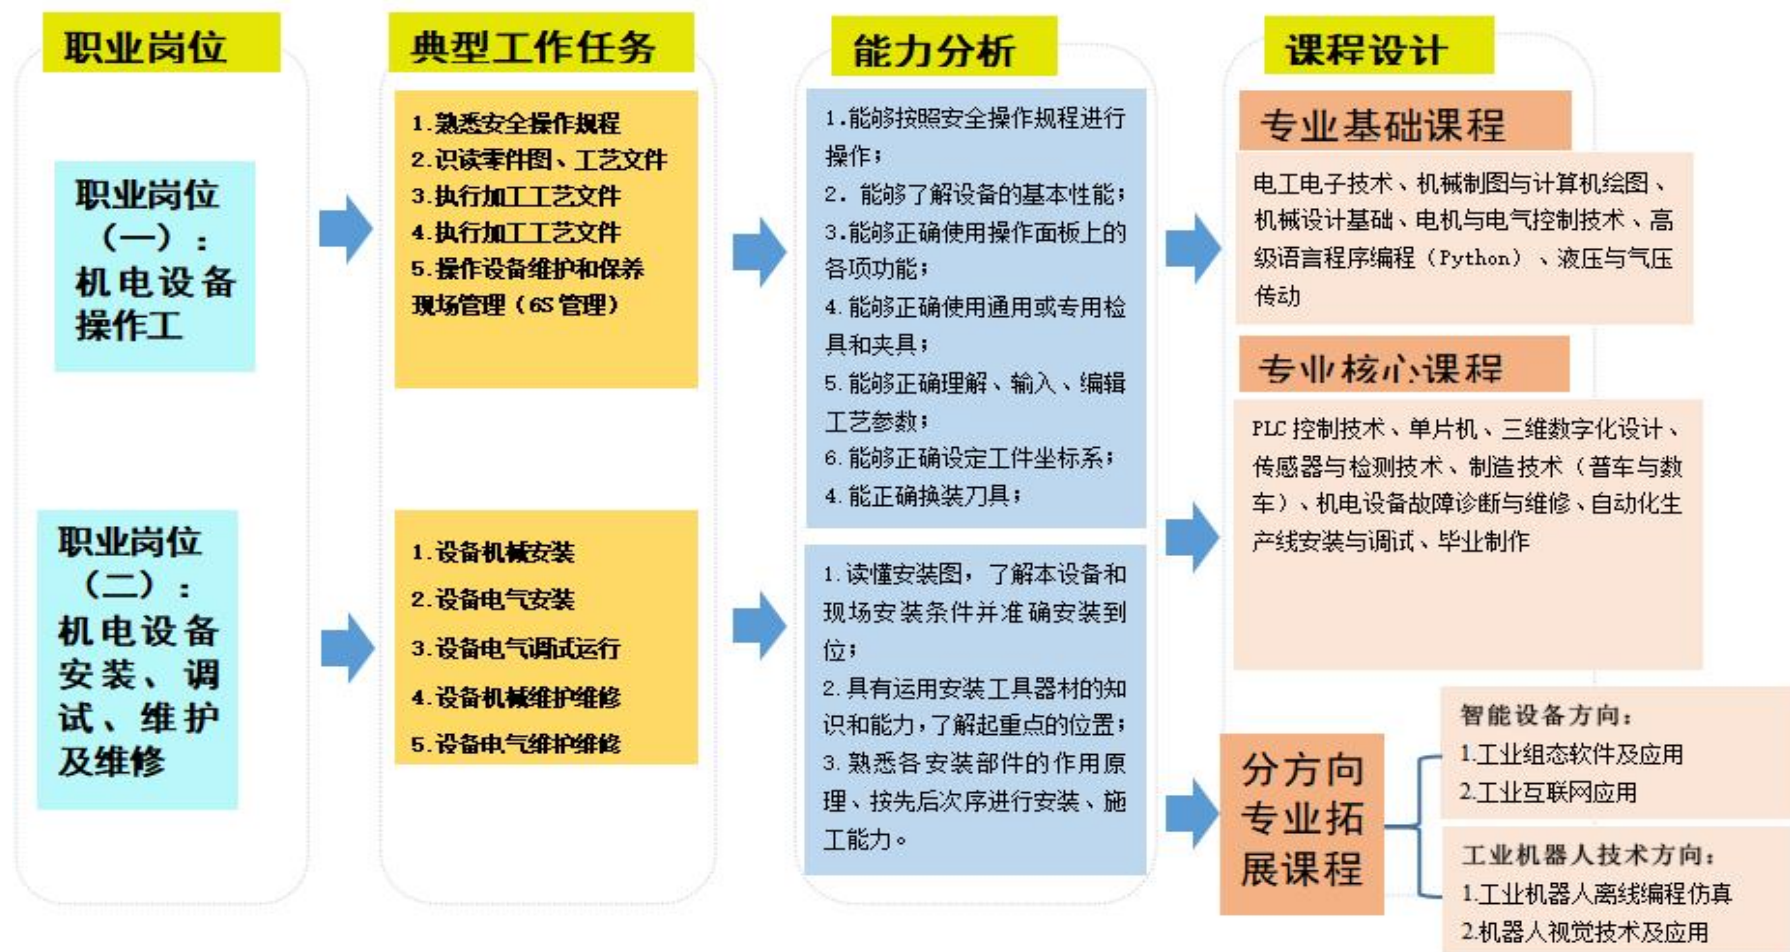 职业岗位
职业岗位
（一）：
机电设备
操作工
职业岗位
（二）：
机电设备
安装、调
试、维护
及维修
典型工作任务
1.熟悉安全操作规程
2.识读零件图、工艺文件
3.执行加工工艺文件
4.执行加工工艺文件
5.操作设备维护和保养
现场管理（6S管理）
1.设备机械安装
2.设备电气安装
3.设备电气调试运行
4.设备机械维护维修
5.设备电气维护维修
能力分析
1.能够按照安全操作规程进行
操作；
2. 能够了解设备的基本性能；
3.能够正确使用操作面板上的
各项功能；
4.能够正确使用通用或专用检
具和夹具；
5.能够正确理解、输入、编辑
工艺参数；
6.能够正确设定工件坐标系；
4.能正确换装刀具；
1.读懂安装图，了解本设备和
现场安装条件并准确安装到
位；
2.具有运用安装工具器材的知
识和能力，了解起重点的位置；
3.熟悉各安装部件的作用原
理、按先后次序进行安装、施
工能力。
课程设计
专业基础课程
电工电子技术、机械制图与计算机绘图、
机械设计基础、电机与电气控制技术、高
级语言程序编程（Python）、液压与气压
传动
专业核心课程
PLC控制技术、单片机、三维数字化设计、
传感器与检测技术、制造技术（普车与数
车）、机电设备故障诊断与维修、自动化生
产线安装与调试、毕业制作
分方向
专业拓
展课程
智能设备方向：
1.工业组态软件及应用
2.工业互联网应用
工业机器人技术方向：
1.工业机器人离线编程仿真
2.机器人视觉技术及应用